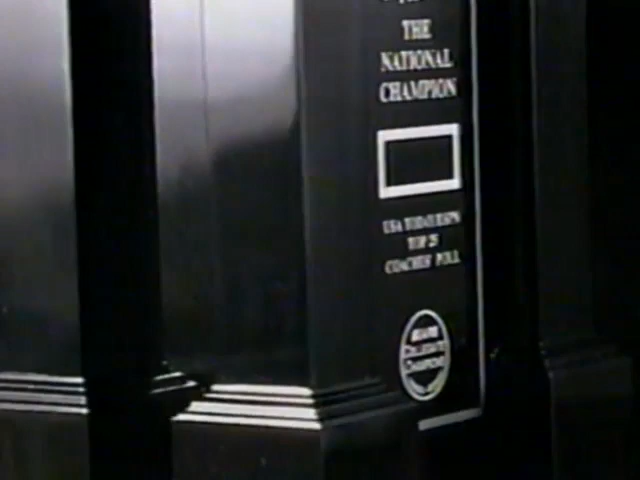 THE
NATIONAL
CHAMPION
USA TODAY/ESPN
TOP 25
COACHES' POLL